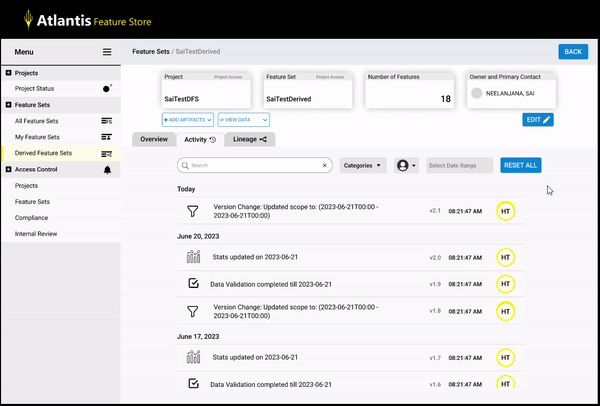 Atlantis Feature Store
Menu
Feature Sets / SaiTestDerived
BACK
Projects
Project Status
Feature Sets
All Feature Sets
My Feature Sets
Derived Feature Sets
Access Control
Projects
Feature Sets
Compliance
Internal Review
Project Project Access
SaiTestDFS
Feature Set Project Access
SaiTestDerived
Number of Features
18
Owner and Primary Contact
NEELANJANA, SAI
+ ADD ARTIFACTS
VIEW DATA
EDIT
Overview Activity Lineage
Search
Categories
Select Date Range
RESET ALL
Today
Version Change: Updated scope to: (2023-06-21T00:00 -
2023-06-21T00:00)
v2.1 08:21:47 AM HT
June 20, 2023
Stats updated on 2023-06-21 v2.0 08:21:47 AM HT
Data Validation completed till 2023-06-21 v1.9 08:21:47 AM HT
Version Change: Updated scope to: (2023-06-21T00:00 -
2023-06-21T00:00)
v1.8 08:21:47 AM HT
June 17, 2023
Stats updated on 2023-06-21 v1.7 08:21:47 AM HT
Data Validation completed till 2023-06-21 v1.6 08:21:47 AM HT